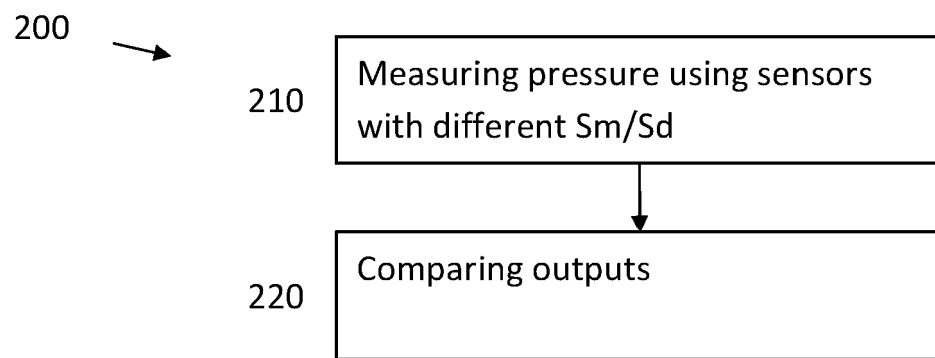 200
210
Measuring pressure using sensors
with different Sm/Sd
220
Comparing outputs